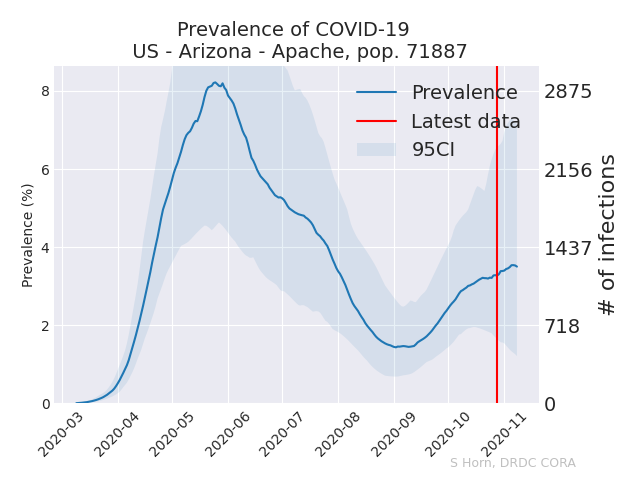 Prevalence of COVID-19
US - Arizona - Apache, pop. 71887
Prevalence
Latest data
95CI
Prevalence (%)
8
6
4
2
0
2875
2156
1437
718
0
# of infections
2020-03
2020-04
2020-05
2020-06
2020-07
2020-08
2020-09
2020-10
2020-11
S Horn, DRDC CORA